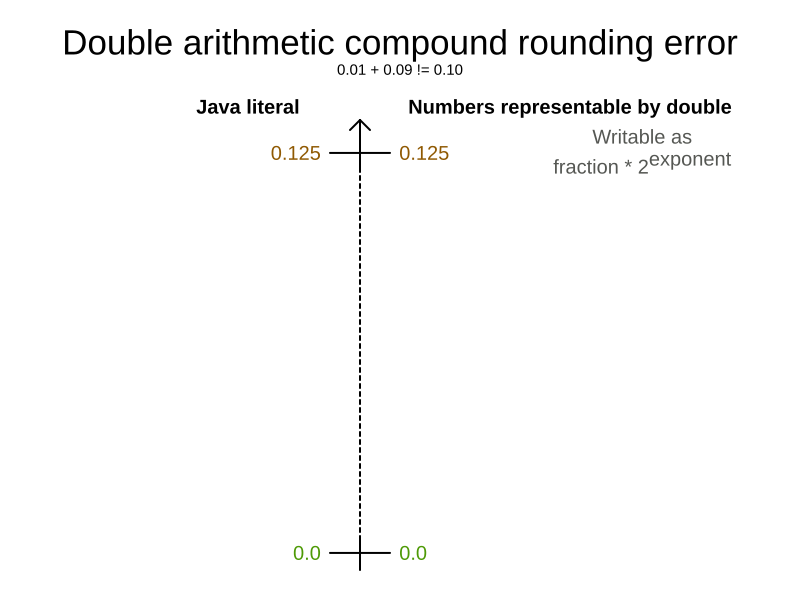 Double arithmetic compound rounding error
0.01 + 0.09 != 0.10
Java literal
Numbers representable by double
Writable as
fraction * 2^exponent
0.125
0.125
0.0
0.0